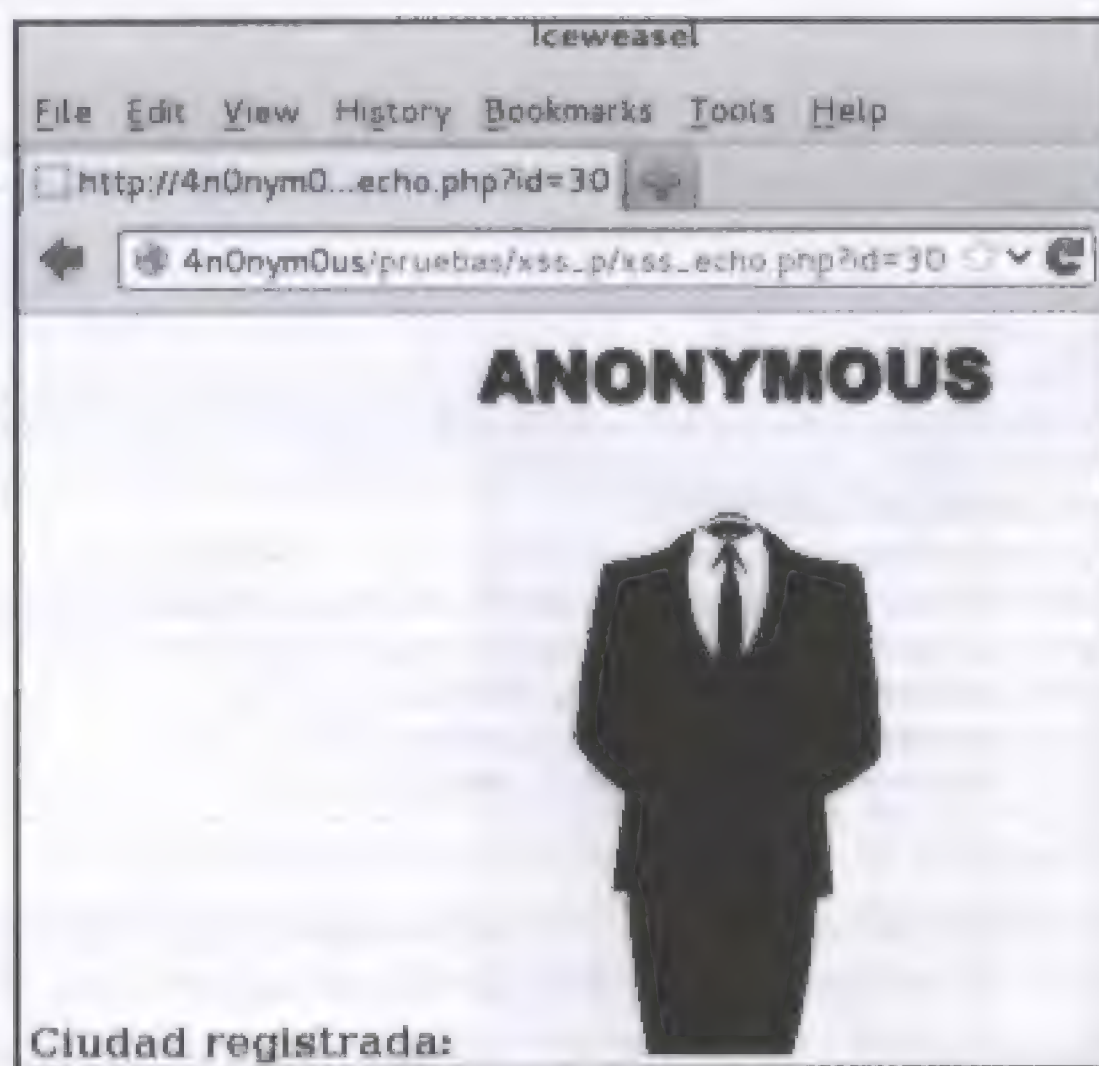 Iceweasel
File Edit View History Bookmarks Tools Help
http://4n0nym0...echo.php?id=30
4n0nym0us/pruebas/xss_p/xss_echo.php?id=30
ANONYMOUS
Ciudad registrada: